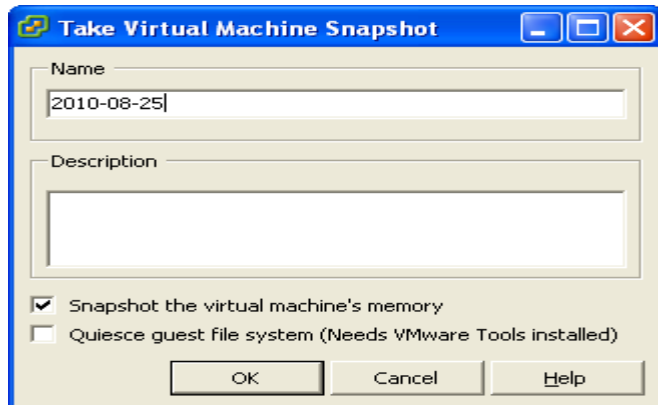 Take Virtual Machine Snapshot
Name
2010-08-25
Description
Snapshot the virtual machine's memory
Quiesce guest file system (Needs VMware Tools installed)
OK Cancel Help